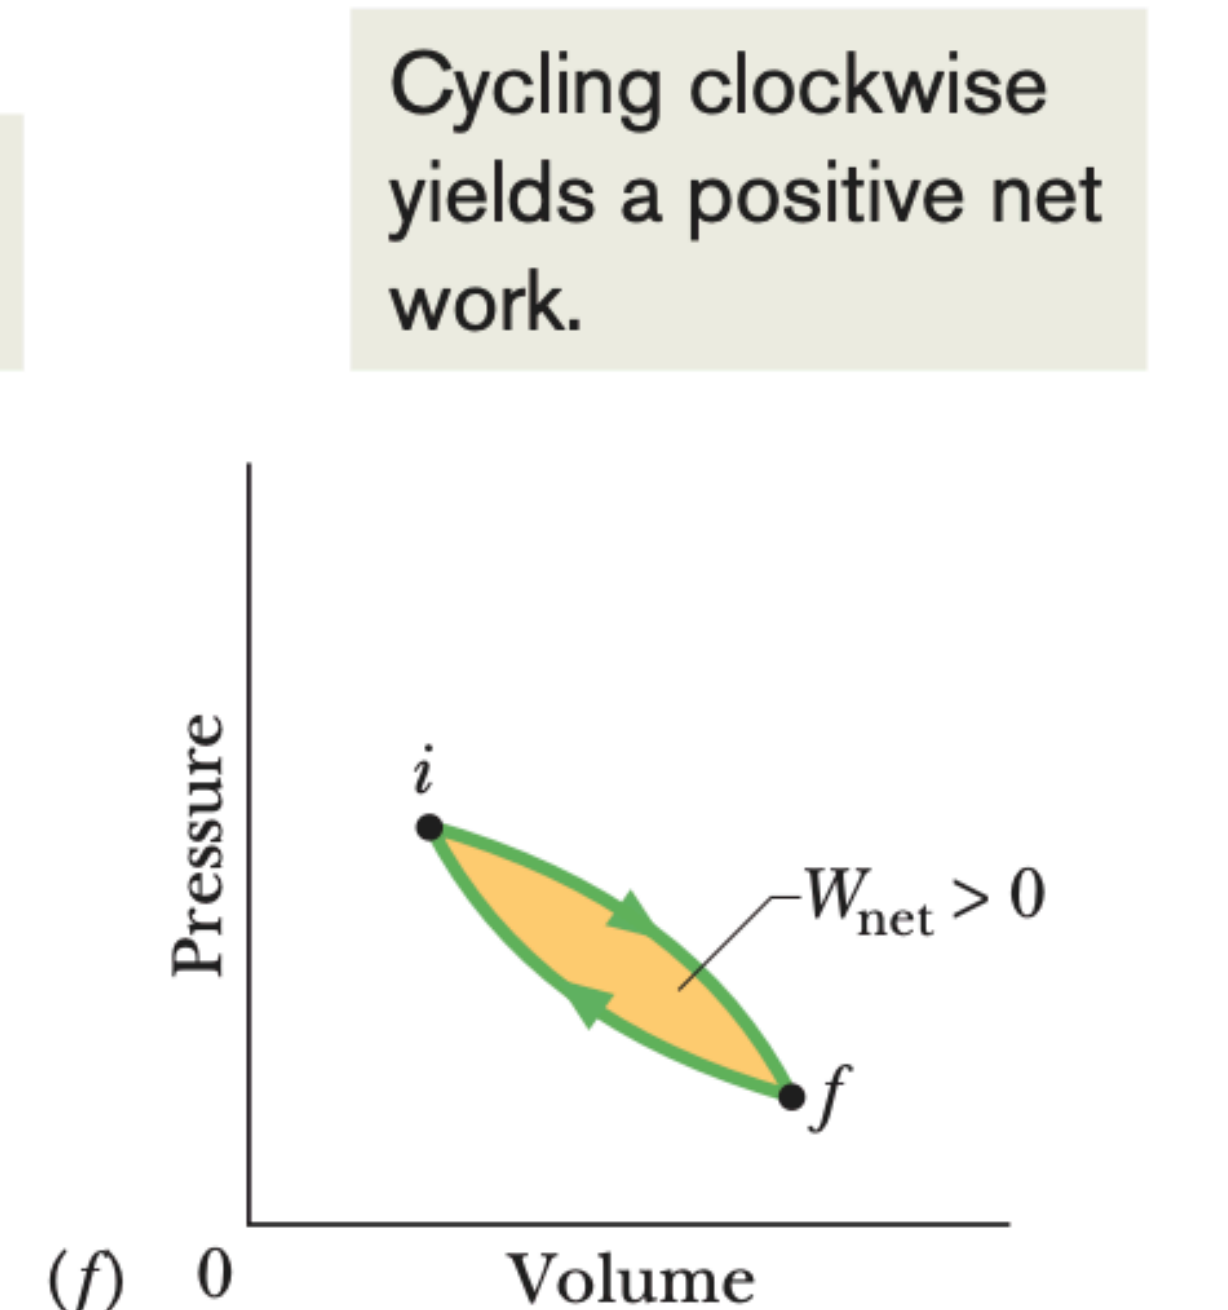 Cycling clockwise
yields a positive net
work.
Pressure
i
W_net > 0
f
(f)
0
Volume